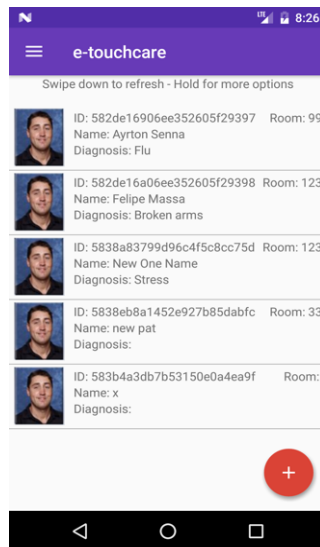 LTE 8:26
e-touchcare
Swipe down to refresh - Hold for more options
ID: 582de16906ee352605f29397 Room: 99
Name: Ayrton Senna
Diagnosis: Flu
ID: 582de16a06ee352605f29398 Room: 123
Name: Felipe Massa
Diagnosis: Broken arms
ID: 5838a83799d96c4f5c8cc75d Room: 123
Name: New One Name
Diagnosis: Stress
ID: 5838eb8a1452e927b85dabfc Room: 33
Name: new pat
Diagnosis:
ID: 583b4a3db7b53150e0a4ea9f Room:
Name: x
Diagnosis:
+